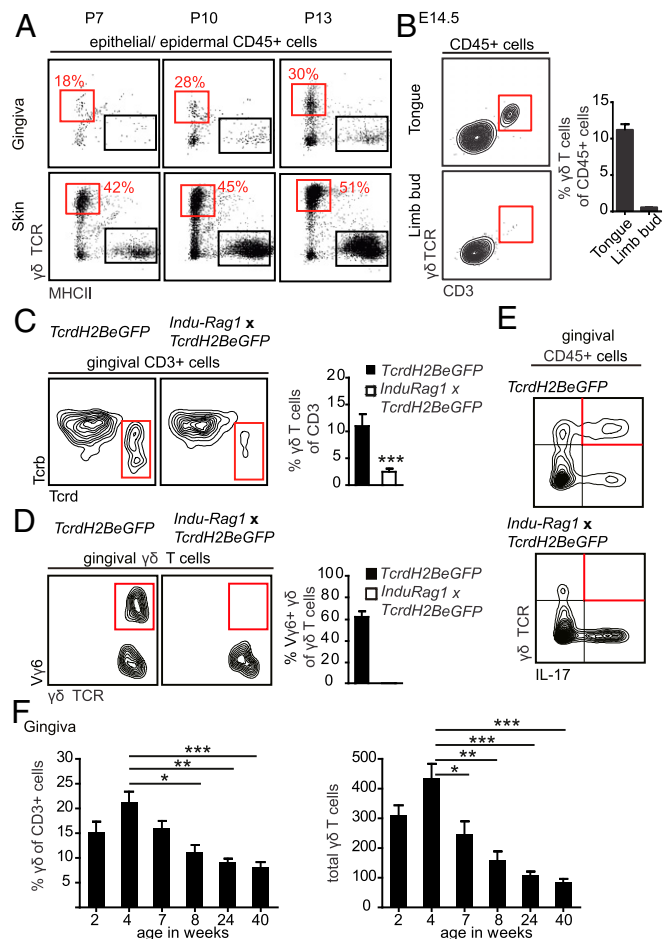 A
P7 P10 P13
epithelial/ epidermal CD45+ cells
Gingiva
18% 28% 30%
Skin
42% 45% 51%
γδ TCR
MHCII
B
E14.5
CD45+ cells
Tongue
Limb bud
γδTCR
CD3
% γδ T cells
of CD45+ cells
15
10
5
0
Tongue
Limb bud
C
TcrdH2BeGFP
Indu-Rag1 x
TcrdH2BeGFP
gingival CD3+ cells
Tcrb
Tcrd
% γδ T cells
of CD3
20
15
10
5
0
***
TcrdH2BeGFP
InduRag1 x
TcrdH2BeGFP
D
TcrdH2BeGFP
Indu-Rag1 x
TcrdH2BeGFP
gingival γδ T cells
Vγ6
γδ TCR
% Vγ6+ γδ
of γδ T cells
100
80
60
40
20
0
TcrdH2BeGFP
InduRag1 x
TcrdH2BeGFP
E
gingival
CD45+ cells
TcrdH2BeGFP
Indu-Rag1 x
TcrdH2BeGFP
γδ TCR
IL-17
F
Gingiva
% γδ of CD3+ cells
30
25
20
15
10
5
***
**
*
2 4 7 8 24 40
age in weeks
total γδ T cells
500
400
300
200
100
0
***
***
**
*
2 4 7 8 24 40
age in weeks